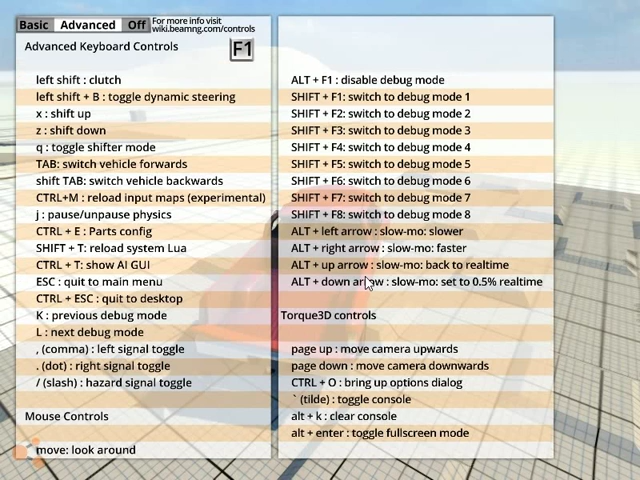 Basic Advanced Off For more info visit
wiki.beamng.com/controls
Advanced Keyboard Controls F1
left shift : clutch
left shift + B : toggle dynamic steering
x : shift up
z : shift down
q : toggle shifter mode
TAB: switch vehicle forwards
shift TAB: switch vehicle backwards
CTRL+M : reload input maps (experimental)
j : pause/unpause physics
CTRL + E : Parts config
SHIFT + T: reload system Lua
CTRL + T: show AI GUI
ESC : quit to main menu
CTRL + ESC : quit to desktop
K : previous debug mode
L : next debug mode
, (comma) : left signal toggle
. (dot) : right signal toggle
/ (slash) : hazard signal toggle
Mouse Controls
move: look around
ALT + F1 : disable debug mode
SHIFT + F1: switch to debug mode 1
SHIFT + F2: switch to debug mode 2
SHIFT + F3: switch to debug mode 3
SHIFT + F4: switch to debug mode 4
SHIFT + F5: switch to debug mode 5
SHIFT + F6: switch to debug mode 6
SHIFT + F7: switch to debug mode 7
SHIFT + F8: switch to debug mode 8
ALT + left arrow : slow-mo: slower
ALT + right arrow : slow-mo: faster
ALT + up arrow : slow-mo: back to realtime
ALT + down arrow : slow-mo: set to 0.5% realtime
Torque3D controls
page up : move camera upwards
page down : move camera downwards
CTRL + O : bring up options dialog
` (tilde) : toggle console
alt + k : clear console
alt + enter : toggle fullscreen mode